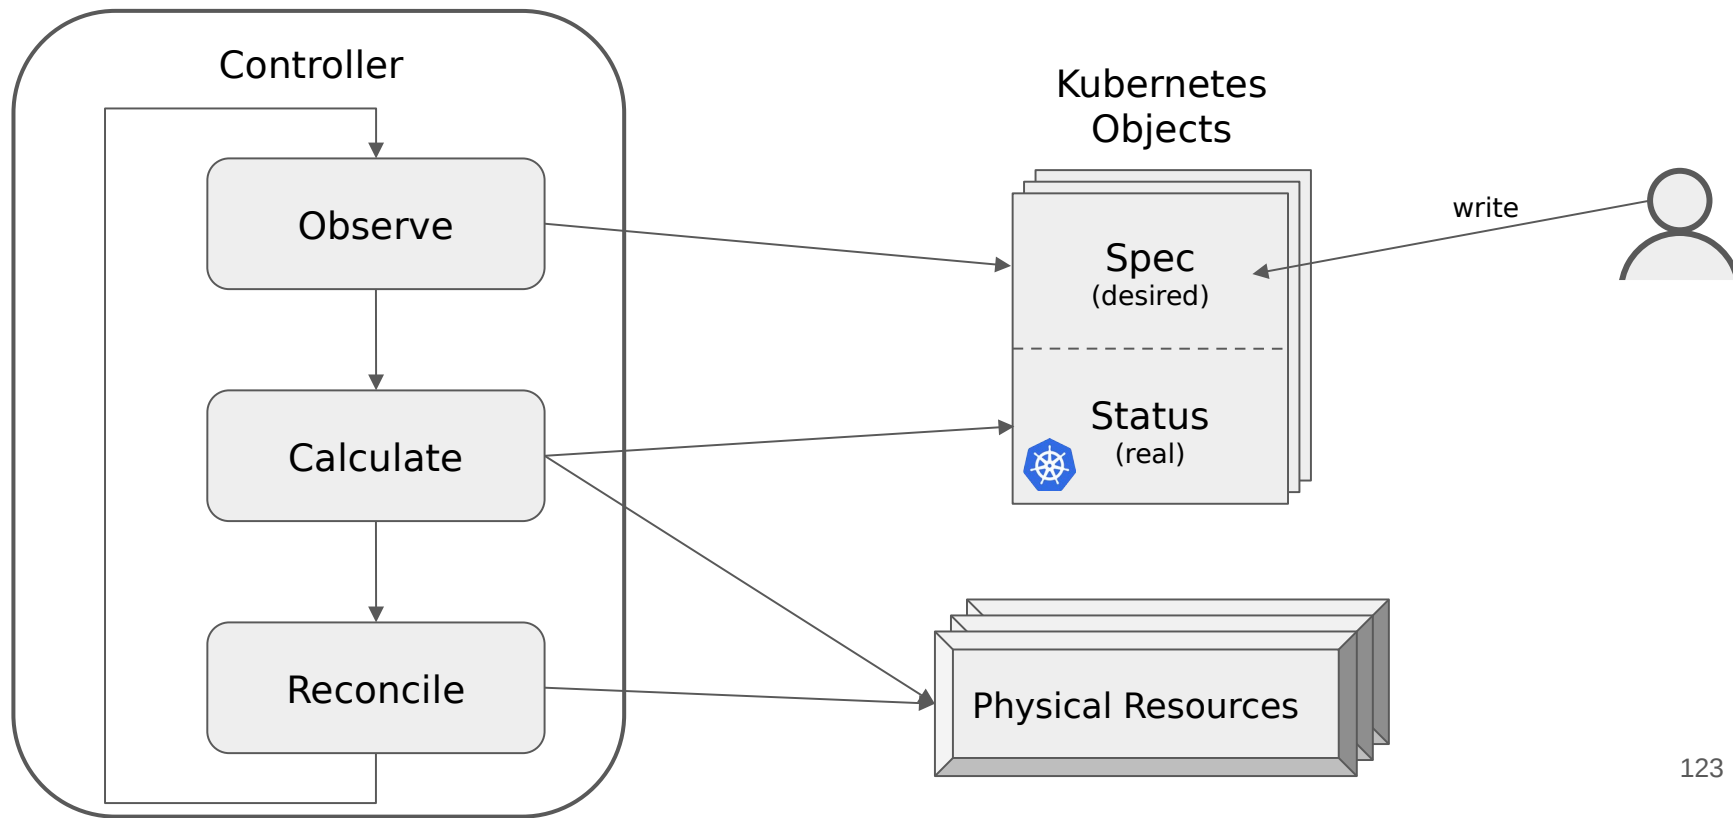 Controller
Observe
Calculate
Reconcile
Kubernetes
Objects
Spec
(desired)
Status
(real)
write
Physical Resources
123